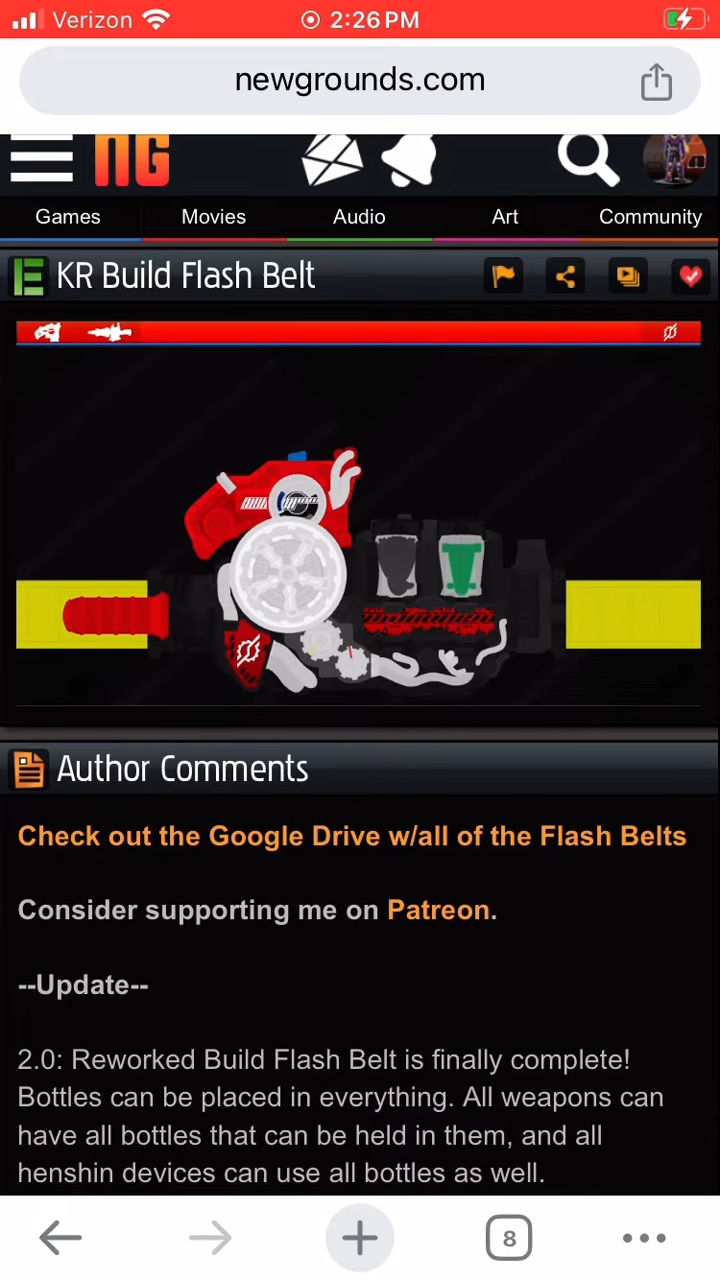 Verizon 2:26 PM
newgrounds.com
NG
Games Movies Audio Art Community
E KR Build Flash Belt
Author Comments
Check out the Google Drive w/all of the Flash Belts
Consider supporting me on Patreon.
--Update--
2.0: Reworked Build Flash Belt is finally complete!
Bottles can be placed in everything. All weapons can
have all bottles that can be held in them, and all
henshin devices can use all bottles as well.
8